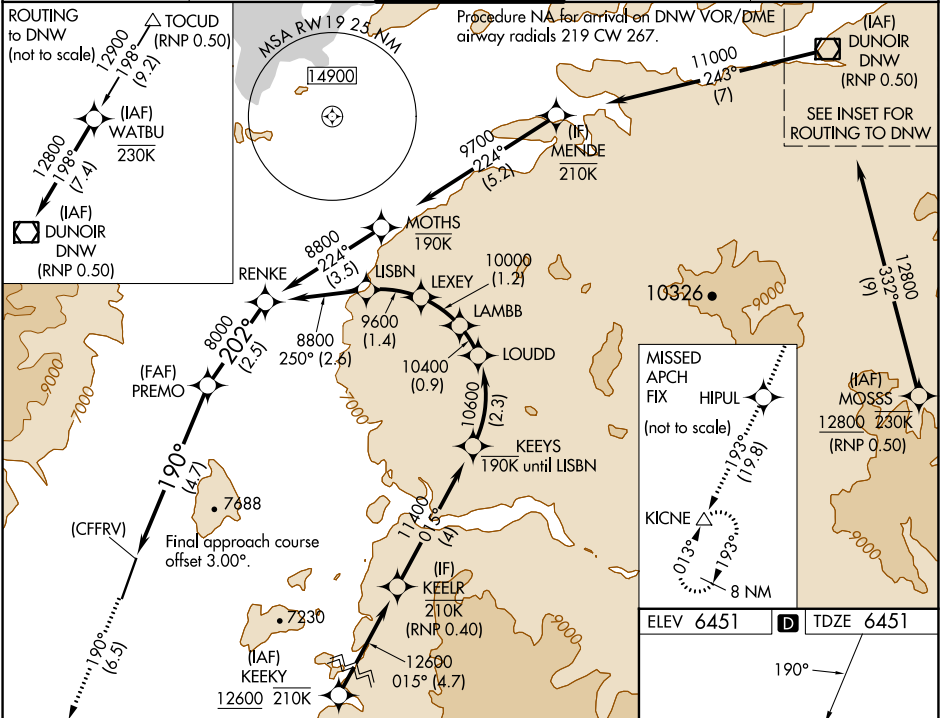 ROUTING
to DNW
(not to scale)
TOCUD
(RNP 0.50)
12900
198°
(9.2)
(IAF)
WATBU
230K
12800
198°
(7.4)
(IAF)
DUNOIR
DNW
(RNP 0.50)
MSA RW19 25 NM
14900
Procedure NA for arrival on DNW VOR/DME
airway radials 219 CW 267.
(IAF)
DUNOIR
DNW
(RNP 0.50)
SEE INSET FOR
ROUTING TO DNW
11000
243°
(7)
(IF)
MENDE
210K
9700
224°
(5.2)
MOTHS
190K
8800
224°
(3.5)
RENKE
LISBN
LEXEY
10000
(1.2)
LAMBB
9600
(1.4)
8800
250° (2.6)
10400
(0.9)
LOUDD
8000
202°
(2.5)
(FAF)
PREMO
10600
(2.3)
KEEYS
190K until LISBN
190°
(4.7)
7688
(CFFRV)
Final approach course
offset 3.00°.
11400
015°
(4)
(IF)
KEELR
210K
(RNP 0.40)
7230
12600
015° (4.7)
(IAF)
KEEKY
12600 210K
190°
(6.5)
9000
7000
10326
9000
12800
332°
(9)
(IAF)
MOSSS
12800 230K
(RNP 0.50)
9000
9000
MISSED
APCH
FIX
HIPUL
(not to scale)
193°
(19.8)
KICNE
013°
193°
8 NM
ELEV 6451
D
TDZE 6451
190°